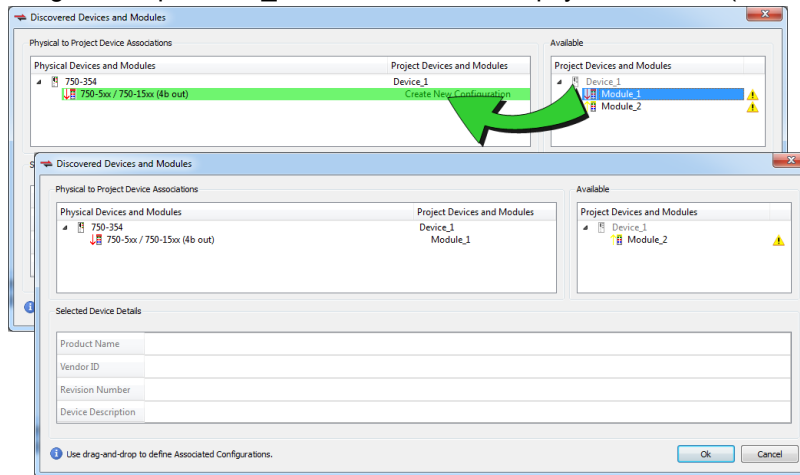 Discovered Devices and Modules
Physical to Project Device Associations
Available
Physical Devices and Modules Project Devices and Modules
Project Devices and Modules
750-354 Device_1
Device_1
750-5xx / 750-15xx (4b out) Create New Configuration
Module_1
Module_2
Discovered Devices and Modules
Physical to Project Device Associations
Available
Physical Devices and Modules Project Devices and Modules
Project Devices and Modules
750-354 Device_1
Device_1
750-5xx / 750-15xx (4b out) Module_1
Module_2
Selected Device Details
Product Name
Vendor ID
Revision Number
Device Description
Use drag-and-drop to define Associated Configurations.
Ok Cancel